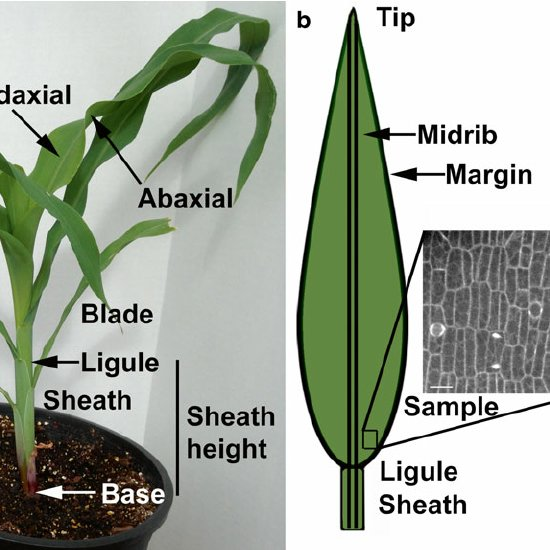 daxial
Abaxial
Blade
Ligule
Sheath
Sheath
height
Base
b
Tip
Midrib
Margin
Sample
Ligule
Sheath